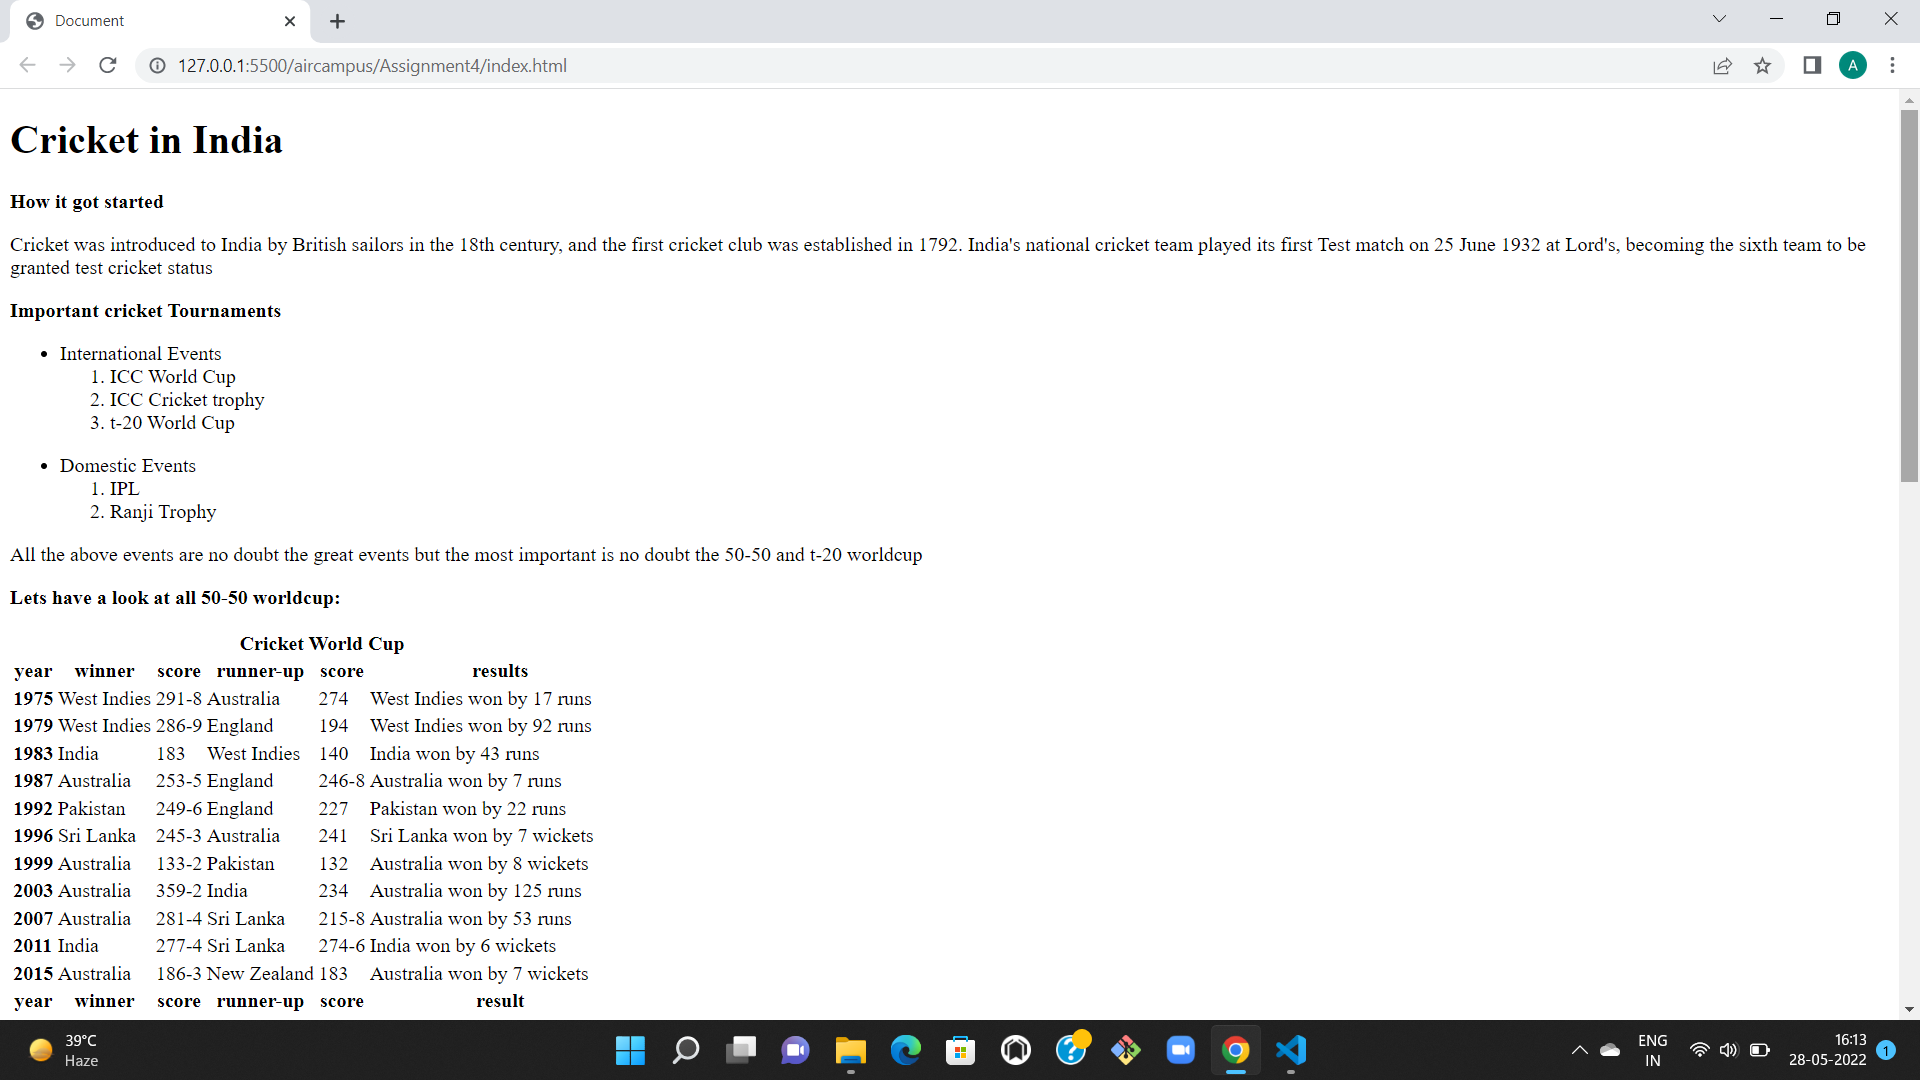 Document
127.0.0.1:5500/aircampus/Assignment4/index.html
A
Cricket in India
How it got started
Cricket was introduced to India by British sailors in the 18th century, and the first cricket club was established in 1792. India's national cricket team played its first Test match on 25 June 1932 at Lord's, becoming the sixth team to be
granted test cricket status
Important cricket Tournaments
• International Events
1. ICC World Cup
2. ICC Cricket trophy
3. t-20 World Cup
• Domestic Events
1. IPL
2. Ranji Trophy
All the above events are no doubt the great events but the most important is no doubt the 50-50 and t-20 worldcup
Lets have a look at all 50-50 worldcup:
Cricket World Cup
year winner score runner-up score results
1975 West Indies 291-8 Australia 274 West Indies won by 17 runs
1979 West Indies 286-9 England 194 West Indies won by 92 runs
1983 India 183 West Indies 140 India won by 43 runs
1987 Australia 253-5 England 246-8 Australia won by 7 runs
1992 Pakistan 249-6 England 227 Pakistan won by 22 runs
1996 Sri Lanka 245-3 Australia 241 Sri Lanka won by 7 wickets
1999 Australia 133-2 Pakistan 132 Australia won by 8 wickets
2003 Australia 359-2 India 234 Australia won by 125 runs
2007 Australia 281-4 Sri Lanka 215-8 Australia won by 53 runs
2011 India 277-4 Sri Lanka 274-6 India won by 6 wickets
2015 Australia 186-3 New Zealand 183 Australia won by 7 wickets
year winner score runner-up score result
39°C
Haze
ENG
IN
16:13
28-05-2022
1